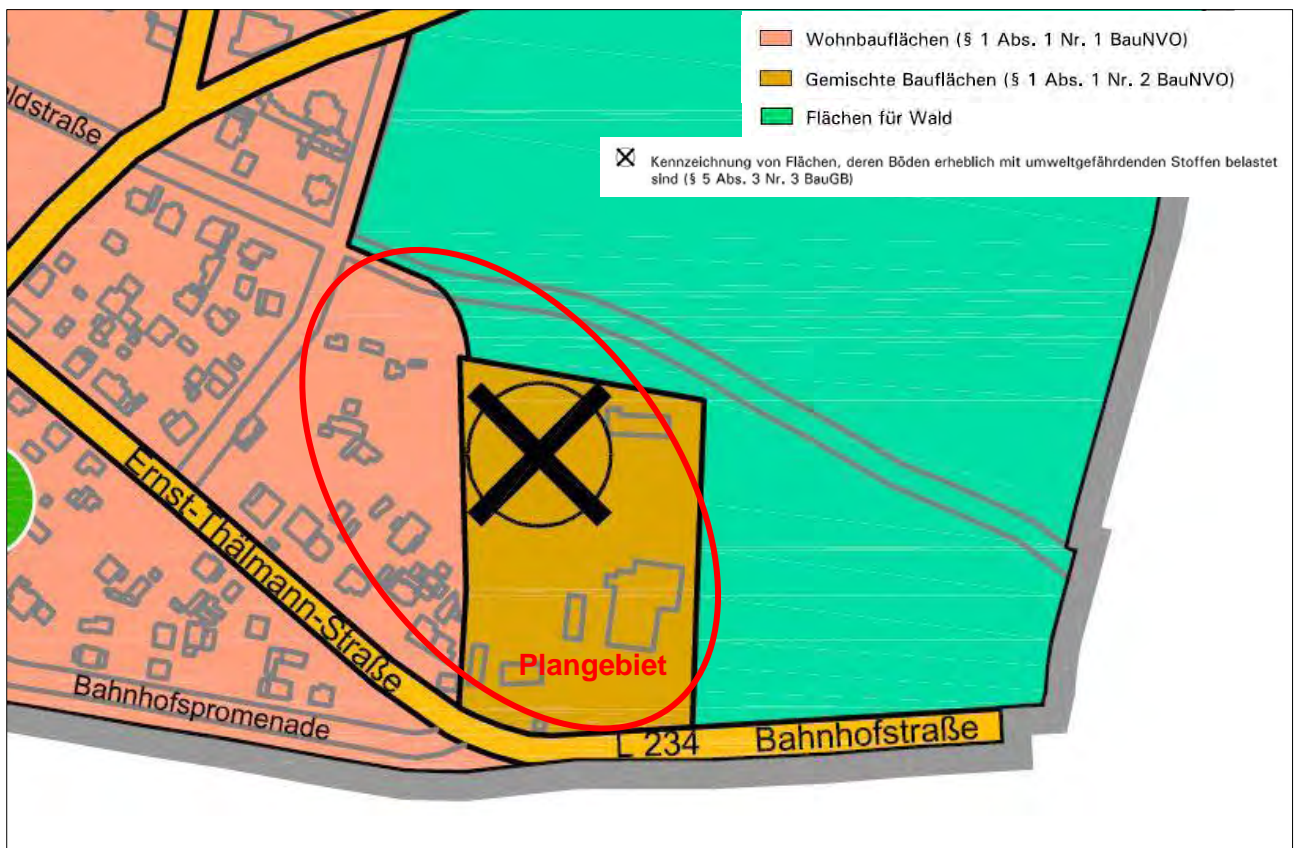 Wohnbauflächen (§ 1 Abs. 1 Nr. 1 BauNVO)
Gemischte Bauflächen (§ 1 Abs. 1 Nr. 2 BauNVO)
Flächen für Wald
Kennzeichnung von Flächen, deren Böden erheblich mit umweltgefährdenden Stoffen belastet
sind (§ 5 Abs. 3 Nr. 3 BauGB)
aldstraße
Ernst-Thälmann-Straße
Plangebiet
Bahnhofspromenade
L 234 Bahnhofstraße